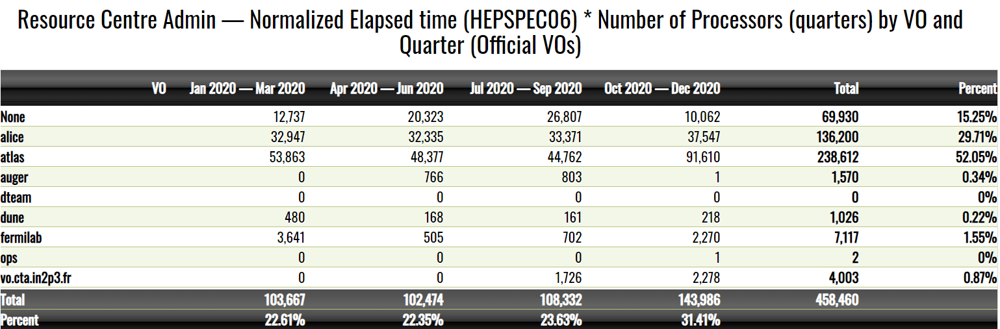 Resource Centre Admin — Normalized Elapsed time (HEPSPEC06) * Number of Processors (quarters) by VO and
Quarter (Official VOs)
VO Jan 2020 — Mar 2020 Apr 2020 — Jun 2020 Jul 2020 — Sep 2020 Oct 2020 — Dec 2020 Total Percent
None 12,737 20,323 26,807 10,062 69,930 15.25%
alice 32,947 32,335 33,371 37,547 136,200 29.71%
atlas 53,863 48,377 44,762 91,610 238,612 52.05%
auger 0 766 803 1 1,570 0.34%
dteam 0 0 0 0 0 0%
dune 480 168 161 218 1,026 0.22%
fermilab 3,641 505 702 2,270 7,117 1.55%
ops 0 0 0 1 2 0%
vo.cta.in2p3.fr 0 0 1,726 2,278 4,003 0.87%
Total 103,667 102,474 108,332 143,986 458,460
Percent 22.61% 22.35% 23.63% 31.41%